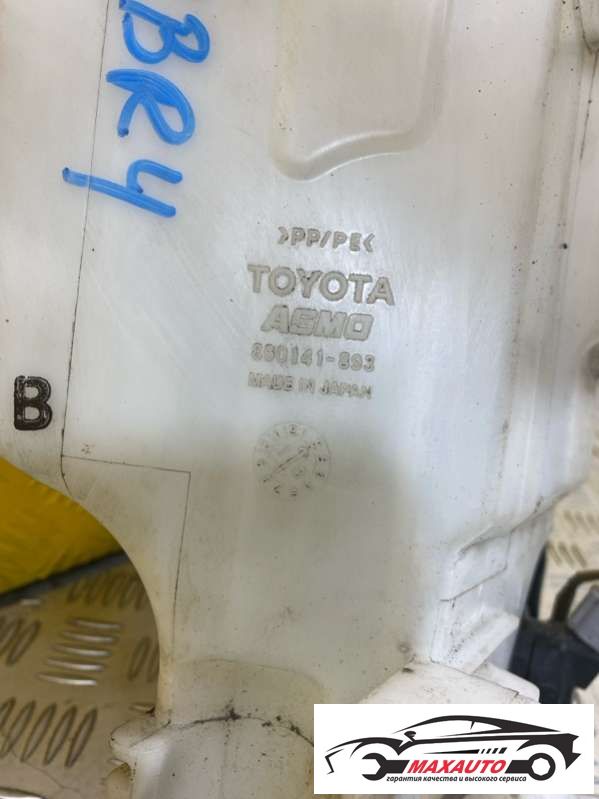 BR4
>PP/PE<
TOYOTA
ASMO
860141-893
MADE IN JAPAN
B
MAXAUTO
гарантия качества и высокого сервиса